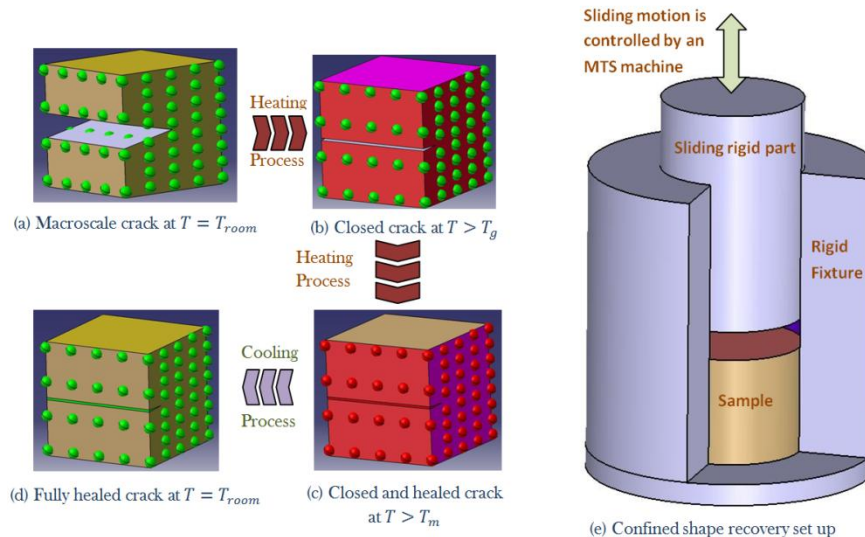 Heating
Process
(a) Macroscale crack at T = T_room
(b) Closed crack at T > T_g
Heating
Process
Cooling
Process
(d) Fully healed crack at T = T_room
(c) Closed and healed crack
at T > T_m
Sliding motion is
controlled by an
MTS machine
Sliding rigid part
Rigid
Fixture
Sample
(e) Confined shape recovery set up